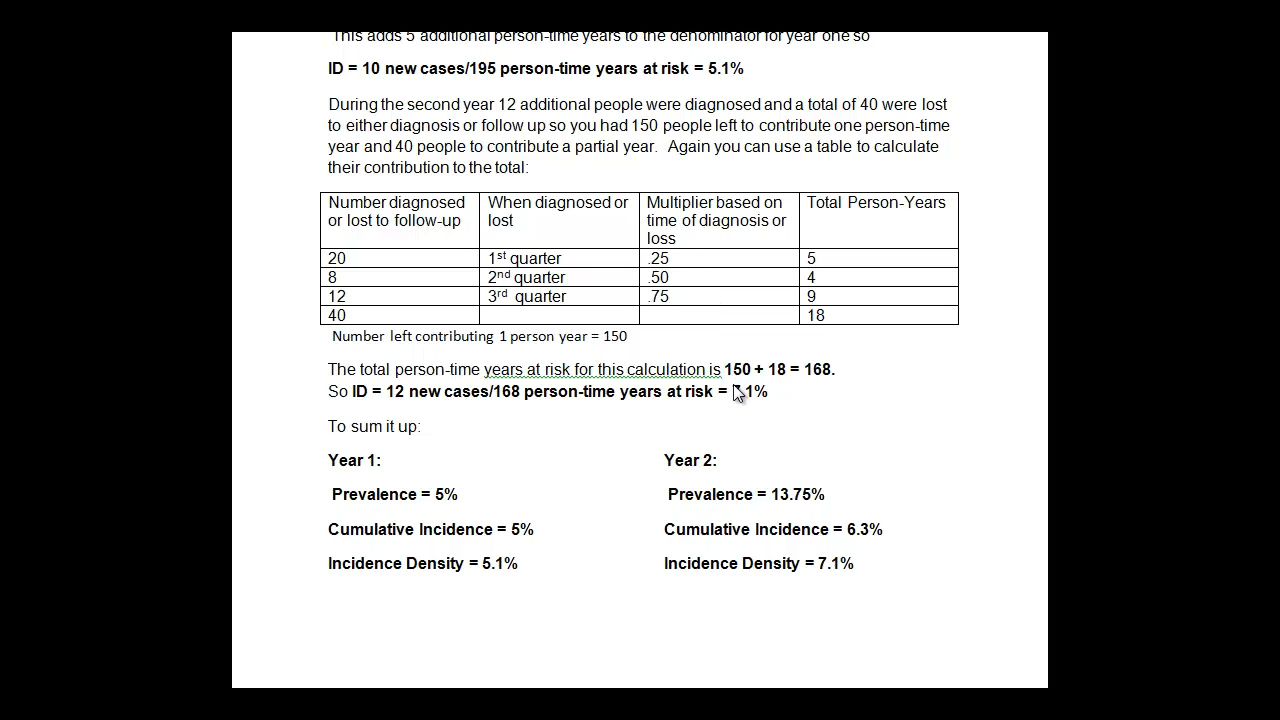 This adds 5 additional person-time years to the denominator for year one so
ID = 10 new cases/195 person-time years at risk = 5.1%
During the second year 12 additional people were diagnosed and a total of 40 were lost
to either diagnosis or follow up so you had 150 people left to contribute one person-time
year and 40 people to contribute a partial year. Again you can use a table to calculate
their contribution to the total:
Number diagnosed or lost to follow-up
When diagnosed or lost
Multiplier based on time of diagnosis or loss
Total Person-Years
20 1st quarter .25 5
8 2nd quarter .50 4
12 3rd quarter .75 9
40 18
Number left contributing 1 person year = 150
The total person-time years at risk for this calculation is 150 + 18 = 168.
So ID = 12 new cases/168 person-time years at risk = .1%
To sum it up:
Year 1: Year 2:
Prevalence = 5% Prevalence = 13.75%
Cumulative Incidence = 5% Cumulative Incidence = 6.3%
Incidence Density = 5.1% Incidence Density = 7.1%